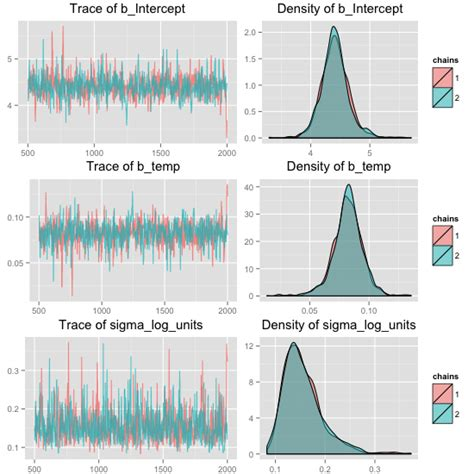 Trace of b_Intercept
Density of b_Intercept
5
4
500 1000 1500 2000
2.0
1.5
1.0
0.5
0.0
4 5
chains
1
2
Trace of b_temp
Density of b_temp
0.10
0.05
500 1000 1500 2000
40
30
20
10
0
0.05 0.10
chains
1
2
Trace of sigma_log_units
Density of sigma_log_units
0.3
0.2
0.1
500 1000 1500 2000
12
8
4
0
0.1 0.2 0.3
chains
1
2